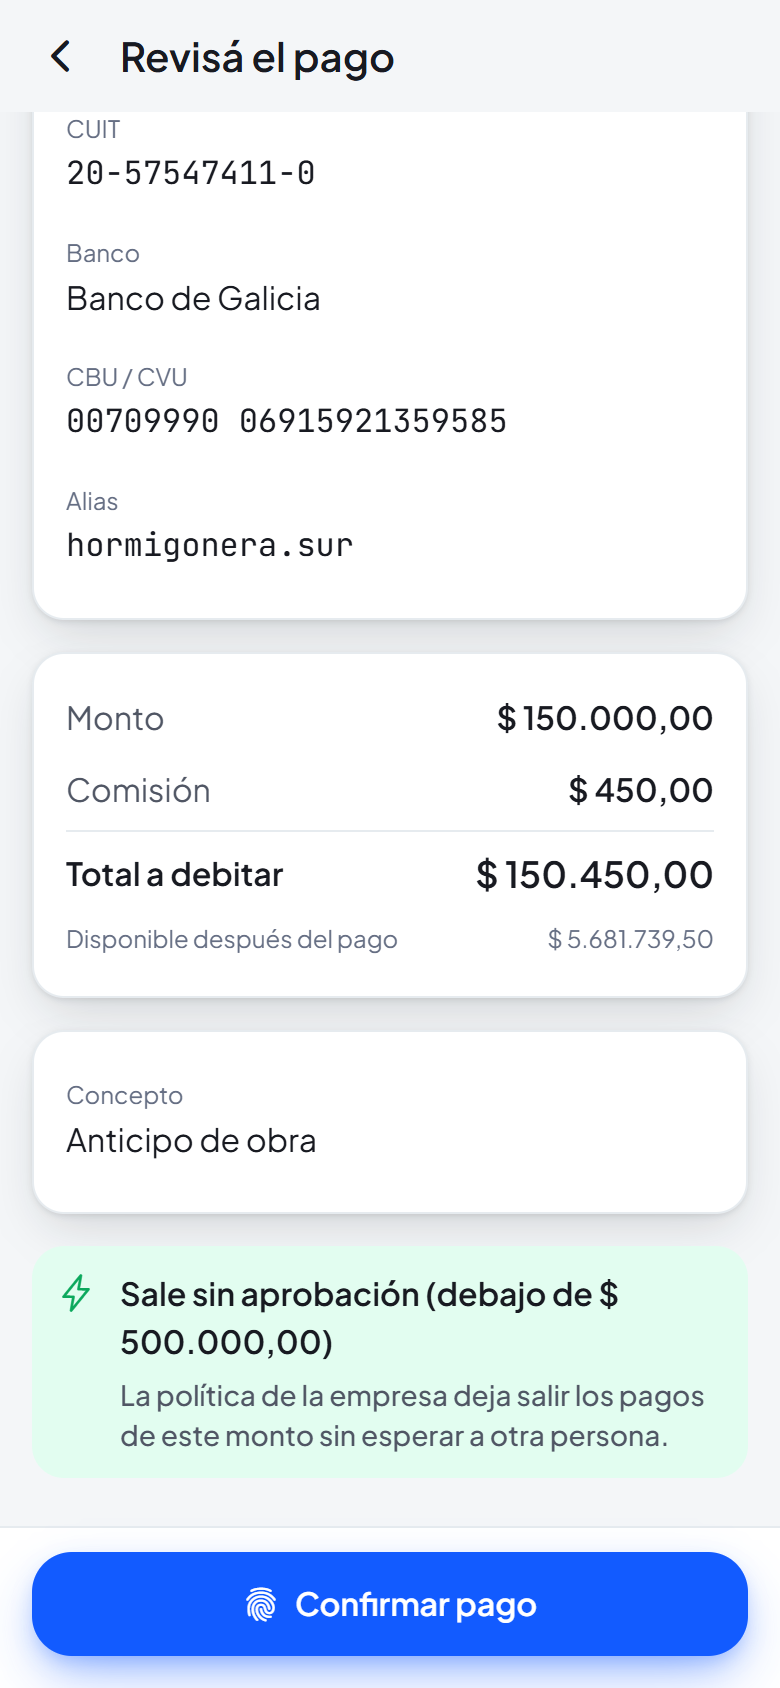 Revisá el pago
CUIT
20-57547411-0
Banco
Banco de Galicia
CBU / CVU
00709990 06915921359585
Alias
hormigonera.sur
Monto $ 150.000,00
Comisión $ 450,00
Total a debitar $ 150.450,00
Disponible después del pago $ 5.681.739,50
Concepto
Anticipo de obra
Sale sin aprobación (debajo de $
500.000,00)
La política de la empresa deja salir los pagos
de este monto sin esperar a otra persona.
Confirmar pago